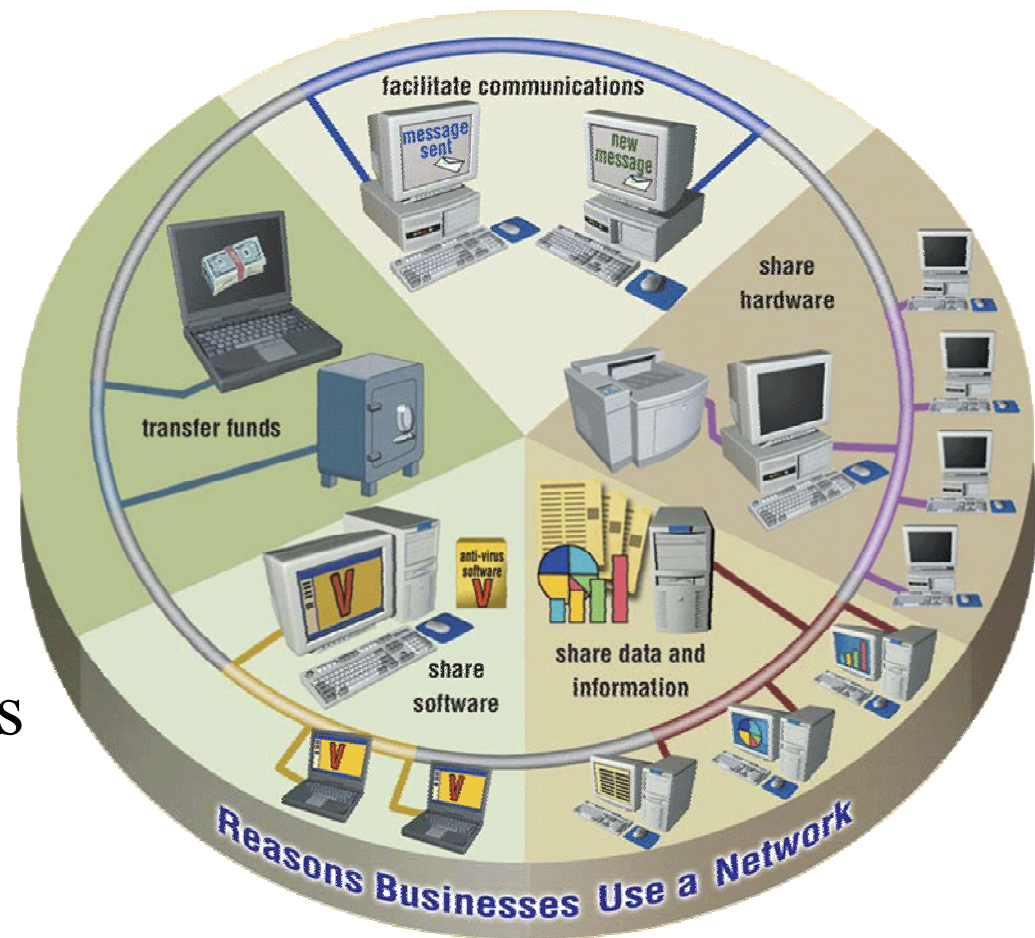 facilitate communications
message
sent
new
message
share
hardware
transfer funds
anti-virus
software
V
V
share
software
share data and
information
s
V
V
Reasons Businesses Use a Network